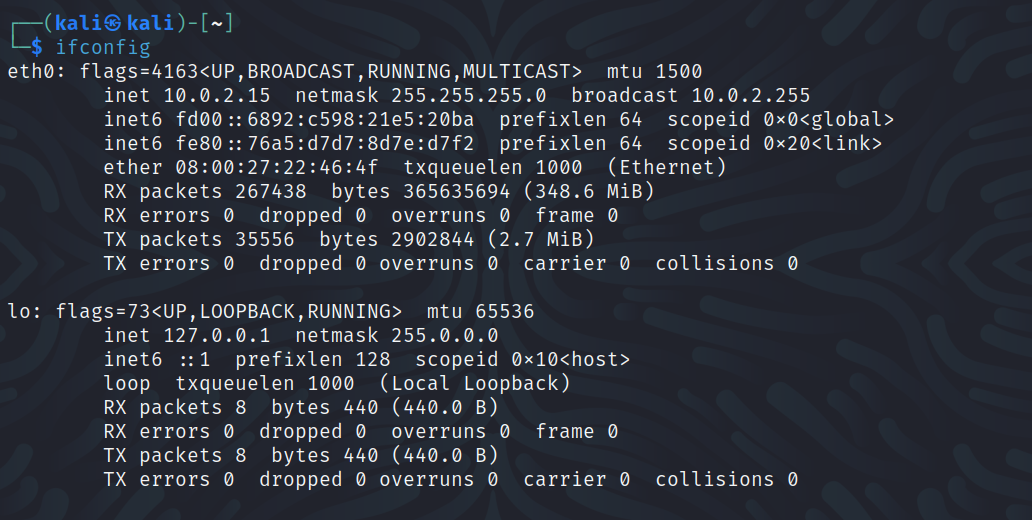 ┌──(kali㉿kali)-[~]
└─$ ifconfig
eth0: flags=4163<UP,BROADCAST,RUNNING,MULTICAST>  mtu 1500
        inet 10.0.2.15  netmask 255.255.255.0  broadcast 10.0.2.255
        inet6 fd00::6892:c598:21e5:20ba  prefixlen 64  scopeid 0x0<global>
        inet6 fe80::76a5:d7d7:8d7e:d7f2  prefixlen 64  scopeid 0x20<link>
        ether 08:00:27:22:46:4f  txqueuelen 1000  (Ethernet)
        RX packets 267438  bytes 365635694 (348.6 MiB)
        RX errors 0  dropped 0  overruns 0  frame 0
        TX packets 35556  bytes 2902844 (2.7 MiB)
        TX errors 0  dropped 0 overruns 0  carrier 0  collisions 0

lo: flags=73<UP,LOOPBACK,RUNNING>  mtu 65536
        inet 127.0.0.1  netmask 255.0.0.0
        inet6 ::1  prefixlen 128  scopeid 0x10<host>
        loop  txqueuelen 1000  (Local Loopback)
        RX packets 8  bytes 440 (440.0 B)
        RX errors 0  dropped 0  overruns 0  frame 0
        TX packets 8  bytes 440 (440.0 B)
        TX errors 0  dropped 0 overruns 0  carrier 0  collisions 0